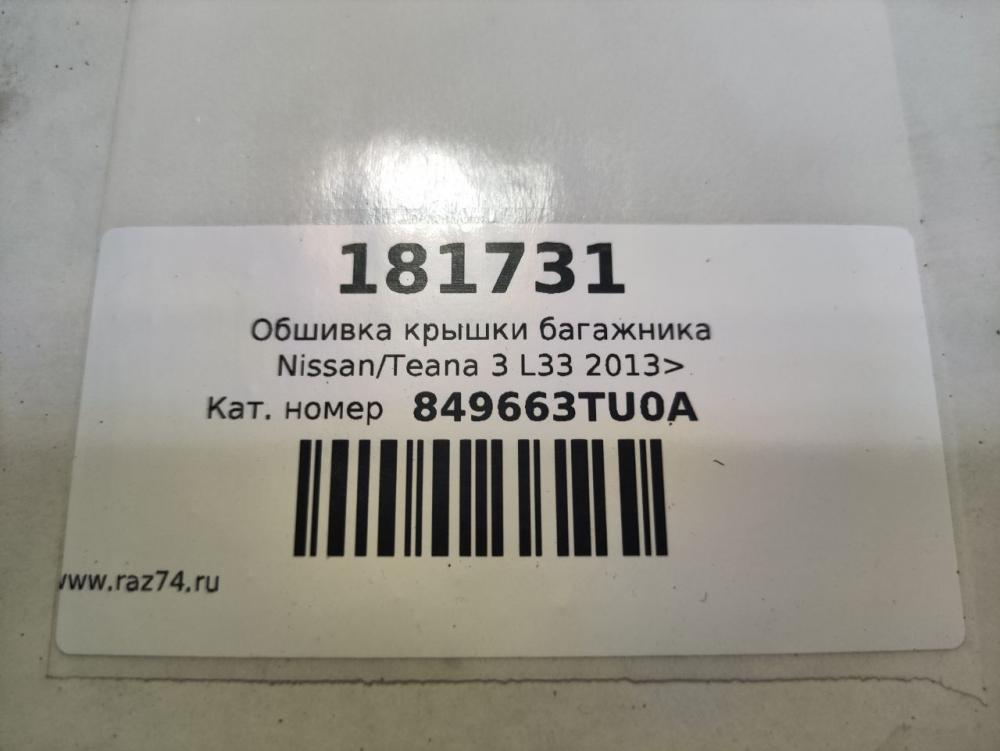 181731
Обшивка крышки багажника
Nissan/Teana 3 L33 2013>
Кат. номер 849663TU0A
www.raz74.ru